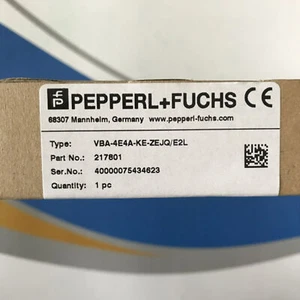 PEPPERL+FUCHS CE
68307 Mannheim, Germany www.pepperl-fuchs.com
Type: VBA-4E4A-KE-ZEJQ/E2L
Part No.: 217801
Ser.No.: 40000075434623
Quantity: 1 pc